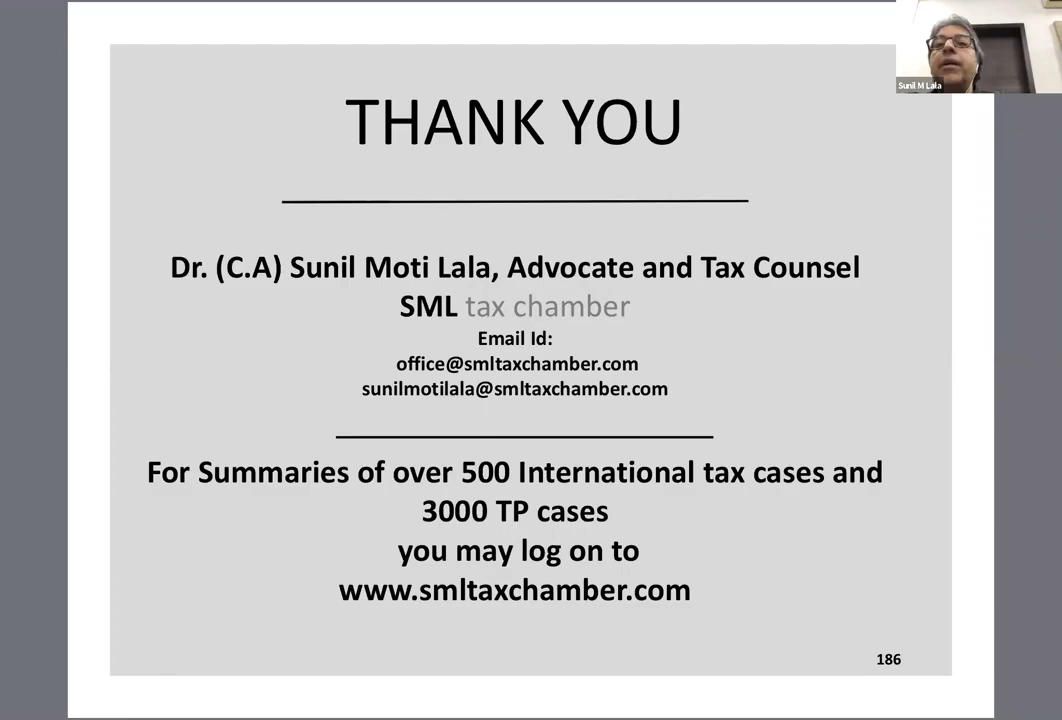 Sunil M Lala
THANK YOU
Dr. (C.A) Sunil Moti Lala, Advocate and Tax Counsel
SML tax chamber
Email Id:
office@smltaxchamber.com
sunilmotilala@smltaxchamber.com
For Summaries of over 500 International tax cases and
3000 TP cases
you may log on to
www.smltaxchamber.com
186